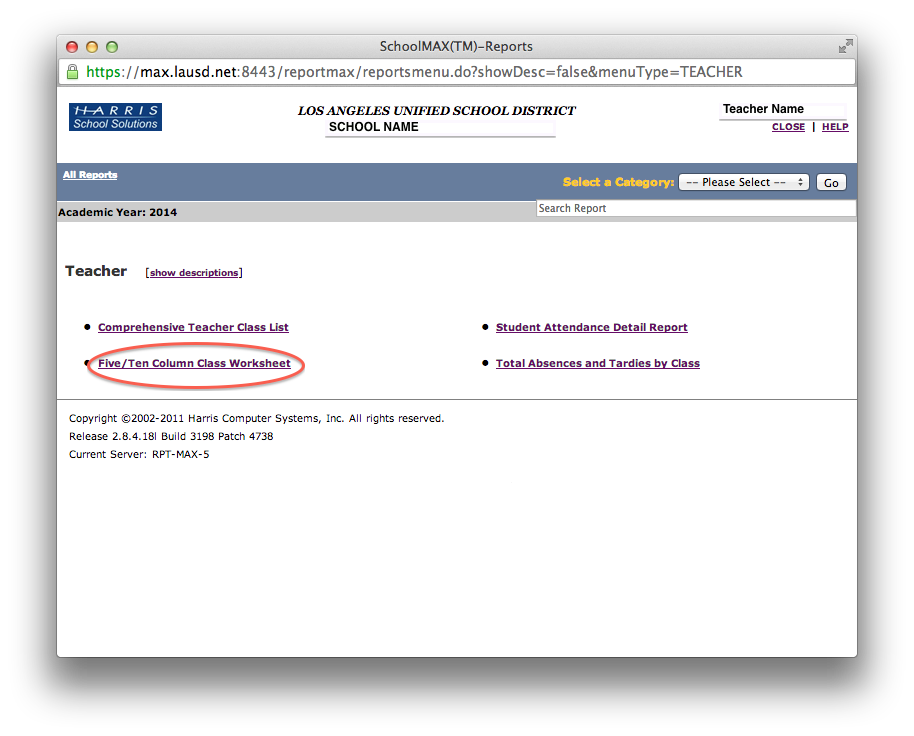 SchoolMAX(TM)–Reports
https://max.lausd.net:8443/reportmax/reportsmenu.do?showDesc=false&menuType=TEACHER
HARRIS
School Solutions
LOS ANGELES UNIFIED SCHOOL DISTRICT
SCHOOL NAME
Teacher Name
CLOSE | HELP
All Reports
Select a Category: -- Please Select -- Go
Academic Year: 2014
Search Report
Teacher [show descriptions]
• Comprehensive Teacher Class List
• Student Attendance Detail Report
• Five/Ten Column Class Worksheet
• Total Absences and Tardies by Class
Copyright ©2002-2011 Harris Computer Systems, Inc. All rights reserved.
Release 2.8.4.18l Build 3198 Patch 4738
Current Server: RPT-MAX-5